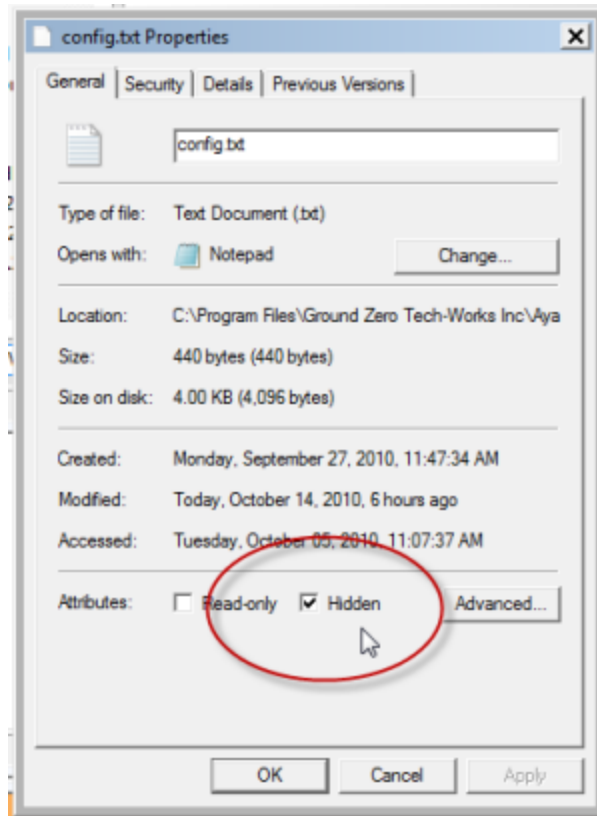 config.txt Properties
General Security Details Previous Versions
config.txt
Type of file: Text Document (.txt)
Opens with: Notepad Change...
Location: C:\Program Files\Ground Zero Tech-Works Inc\Aya
Size: 440 bytes (440 bytes)
Size on disk: 4.00 KB (4,096 bytes)
Created: Monday, September 27, 2010, 11:47:34 AM
Modified: Today, October 14, 2010, 6 hours ago
Accessed: Tuesday, October 05, 2010, 11:07:37 AM
Attributes: Read-only Hidden Advanced...
OK Cancel Apply